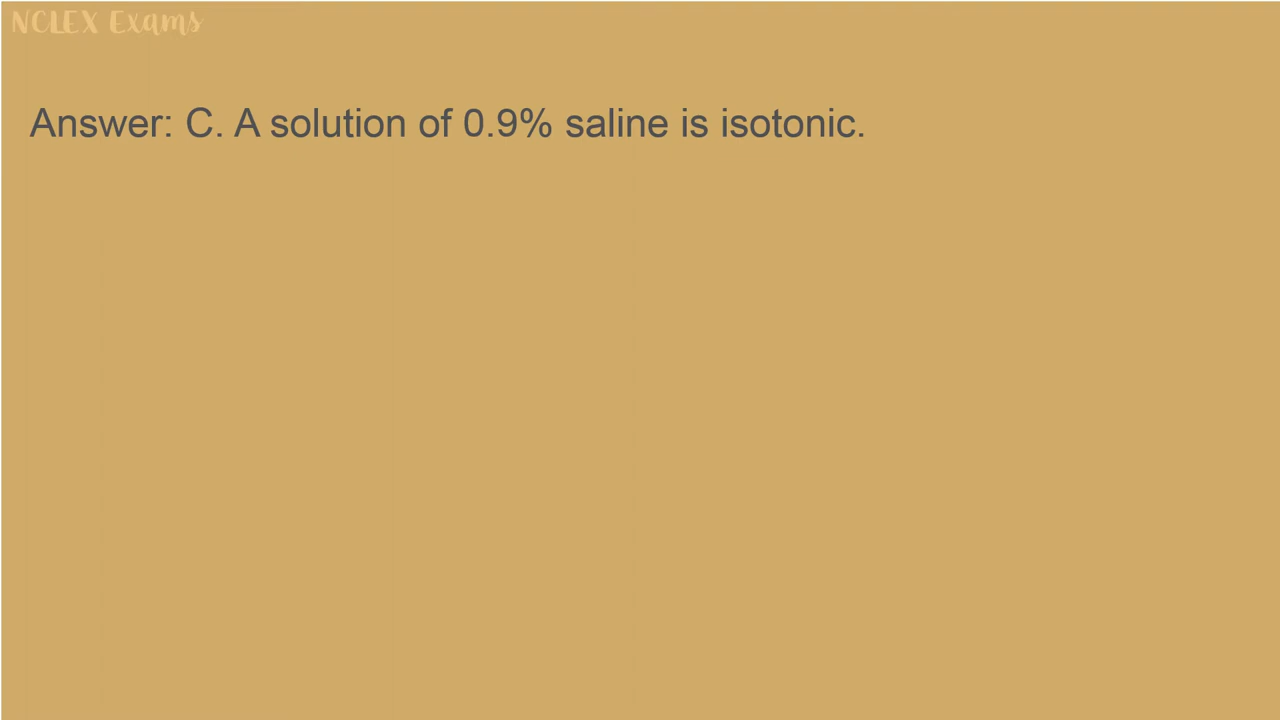 NCLEX Exams
Answer: C. A solution of 0.9% saline is isotonic.